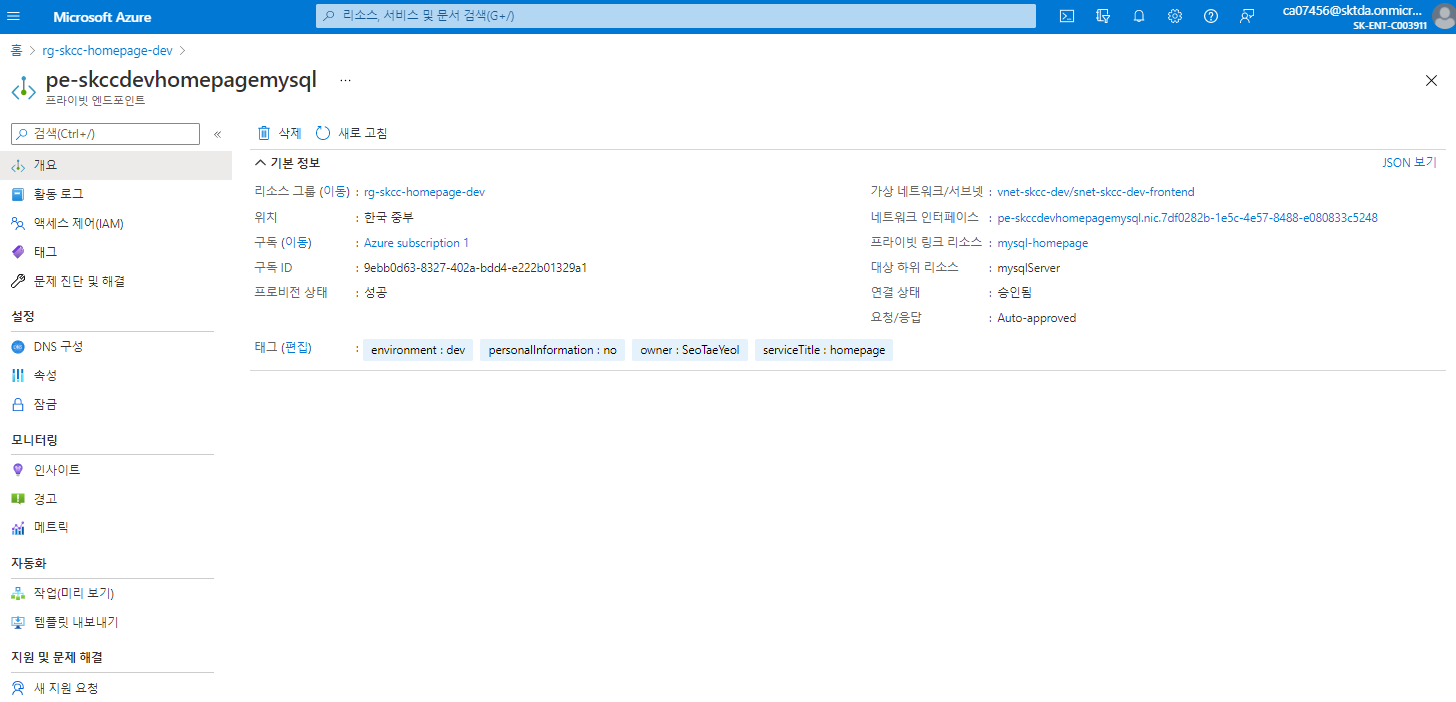 Microsoft Azure
리소스, 서비스 및 문서 검색(G+/)
ca07456@sktda.onmicr...
SK-ENT-C003911
홈 > rg-skcc-homepage-dev >
pe-skccdevhomepagemysql ...
프라이빗 엔드포인트
검색(Ctrl+/) «
개요
활동 로그
액세스 제어(IAM)
태그
문제 진단 및 해결
설정
DNS 구성
속성
잠금
모니터링
인사이트
경고
메트릭
자동화
작업(미리 보기)
템플릿 내보내기
지원 및 문제 해결
새 지원 요청
삭제 새로 고침
기본 정보 JSON 보기
리소스 그룹 (이동) : rg-skcc-homepage-dev
위치 : 한국 중부
구독 (이동) : Azure subscription 1
구독 ID : 9ebb0d63-8327-402a-bdd4-e222b01329a1
프로비전 상태 : 성공
가상 네트워크/서브넷 : vnet-skcc-dev/snet-skcc-dev-frontend
네트워크 인터페이스 : pe-skccdevhomepagemysql.nic.7df0282b-1e5c-4e57-8488-e080833c5248
프라이빗 링크 리소스 : mysql-homepage
대상 하위 리소스 : mysqlServer
연결 상태 : 승인됨
요청/응답 : Auto-approved
태그 (편집) : environment : dev personalInformation : no owner : SeoTaeYeol serviceTitle : homepage